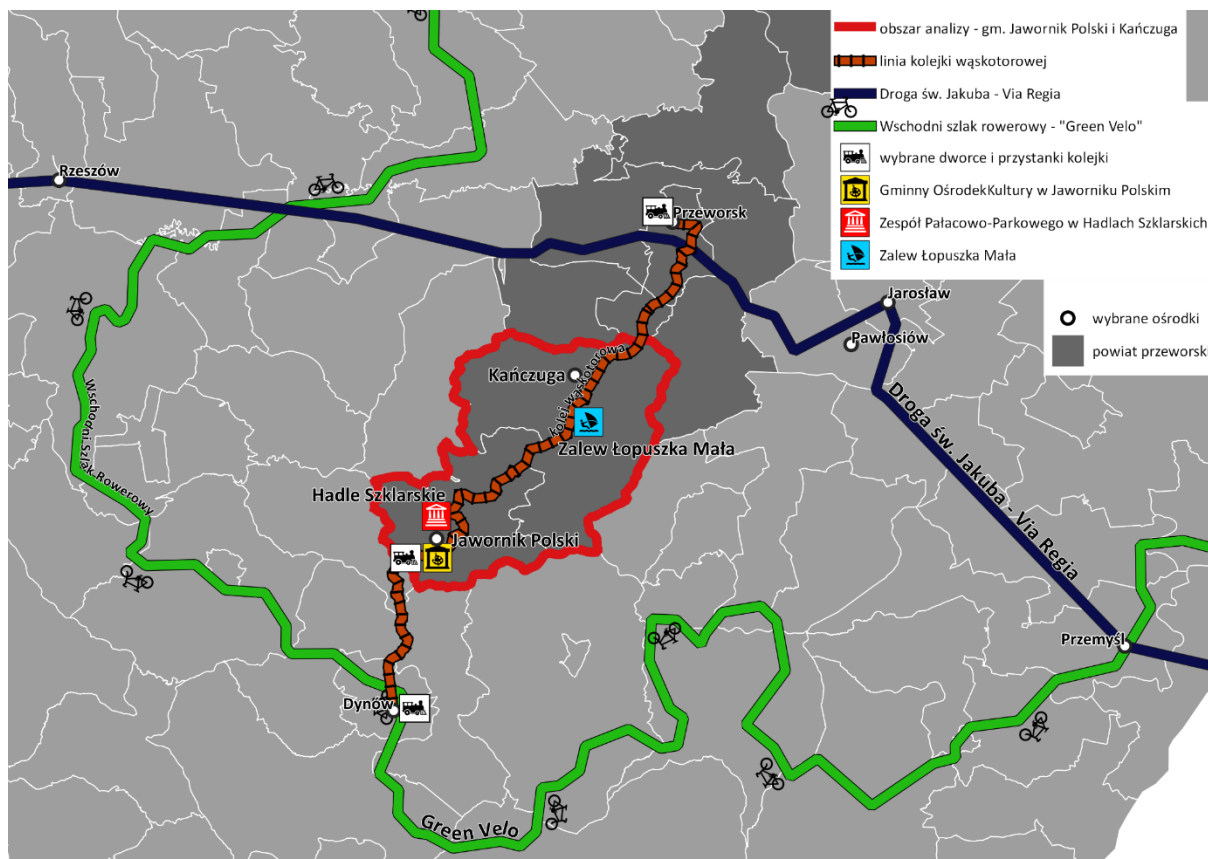 obszar analizy - gm. Jawornik Polski i Kańczuga
linia kolejki wąskotorowej
Droga św. Jakuba - Via Regia
Wschodni szlak rowerowy - "Green Velo"
wybrane dworce i przystanki kolejki
Gminny OśrodekKultury w Jaworniku Polskim
Zespół Pałacowo-Parkowego w Hadlach Szklarskich
Zalew Łopuszka Mała
wybrane ośrodki
powiat przeworski
Rzeszów
Przeworsk
Jarosław
Pawłosiów
Kańczuga
kolej wąskotorowa
Zalew Łopuszka Mała
Hadle Szklarskie
Jawornik Polski
Wschodni Szlak Rowerowy
Droga św. Jakuba - Via Regia
Przemyśl
Dynów
Green Velo